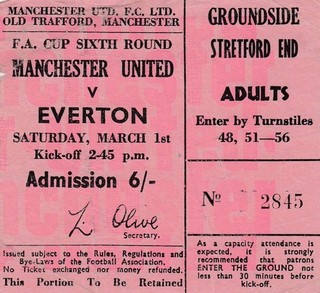 MANCHESTER UTD. F.C. LTD.
OLD TRAFFORD, MANCHESTER
F.A. CUP SIXTH ROUND
MANCHESTER UNITED
V
EVERTON
SATURDAY, MARCH 1st
Kick-off 2-45 p.m.
Admission 6/-
L. Olive
Secretary.
Issued subject to the Rules, Regulations and
Bye-Laws of the Football Association.
No Ticket exchanged nor money refunded.
This Portion To Be Retained
GROUNDSIDE
STRETFORD END
ADULTS
Enter by Turnstiles
48, 51—56
No 2845
As a capacity attendance is
expected, it is strongly
recommended that patrons
ENTER THE GROUND not less
than 30 minutes before
kick-off.